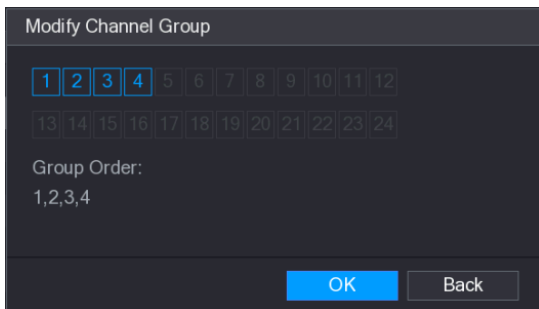 Modify Channel Group
1 2 3 4 5 6 7 8 9 10 11 12
13 14 15 16 17 18 19 20 21 22 23 24
Group Order:
1,2,3,4
OK Back